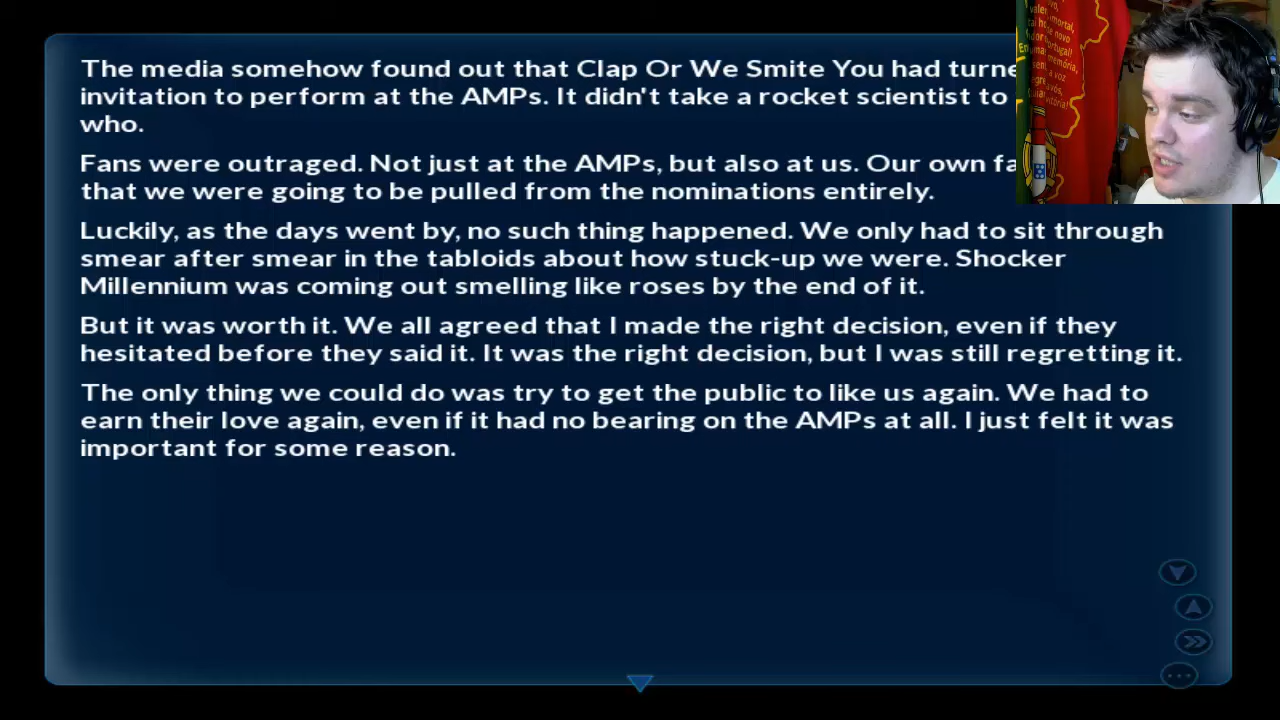 The media somehow found out that Clap Or We Smite You had
invitation to perform at the AMPs. It didn't take a rocket scientist to
who.
Fans were outraged. Not just at the AMPs, but also at us. Our own
that we were going to be pulled from the nominations entirely.
Luckily, as the days went by, no such thing happened. We only had to sit through
smear after smear in the tabloids about how stuck-up we were. Shocker
Millennium was coming out smelling like roses by the end of it.
But it was worth it. We all agreed that I made the right decision, even if they
hesitated before they said it. It was the right decision, but I was still regretting it.
The only thing we could do was try to get the public to like us again. We had to
earn their love again, even if it had no bearing on the AMPs at all. I just felt it was
important for some reason.